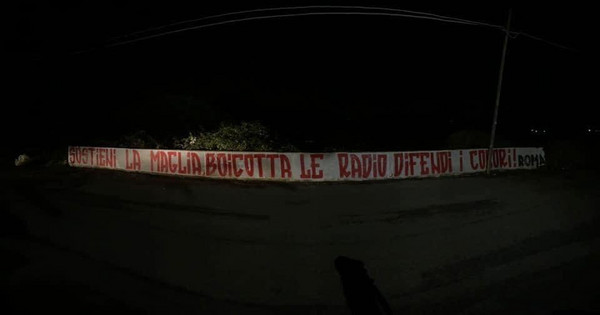 SOSTIENI LA MAGLIA BOICOTTA LE RADIO DIFENDI I COLORI! ROMA